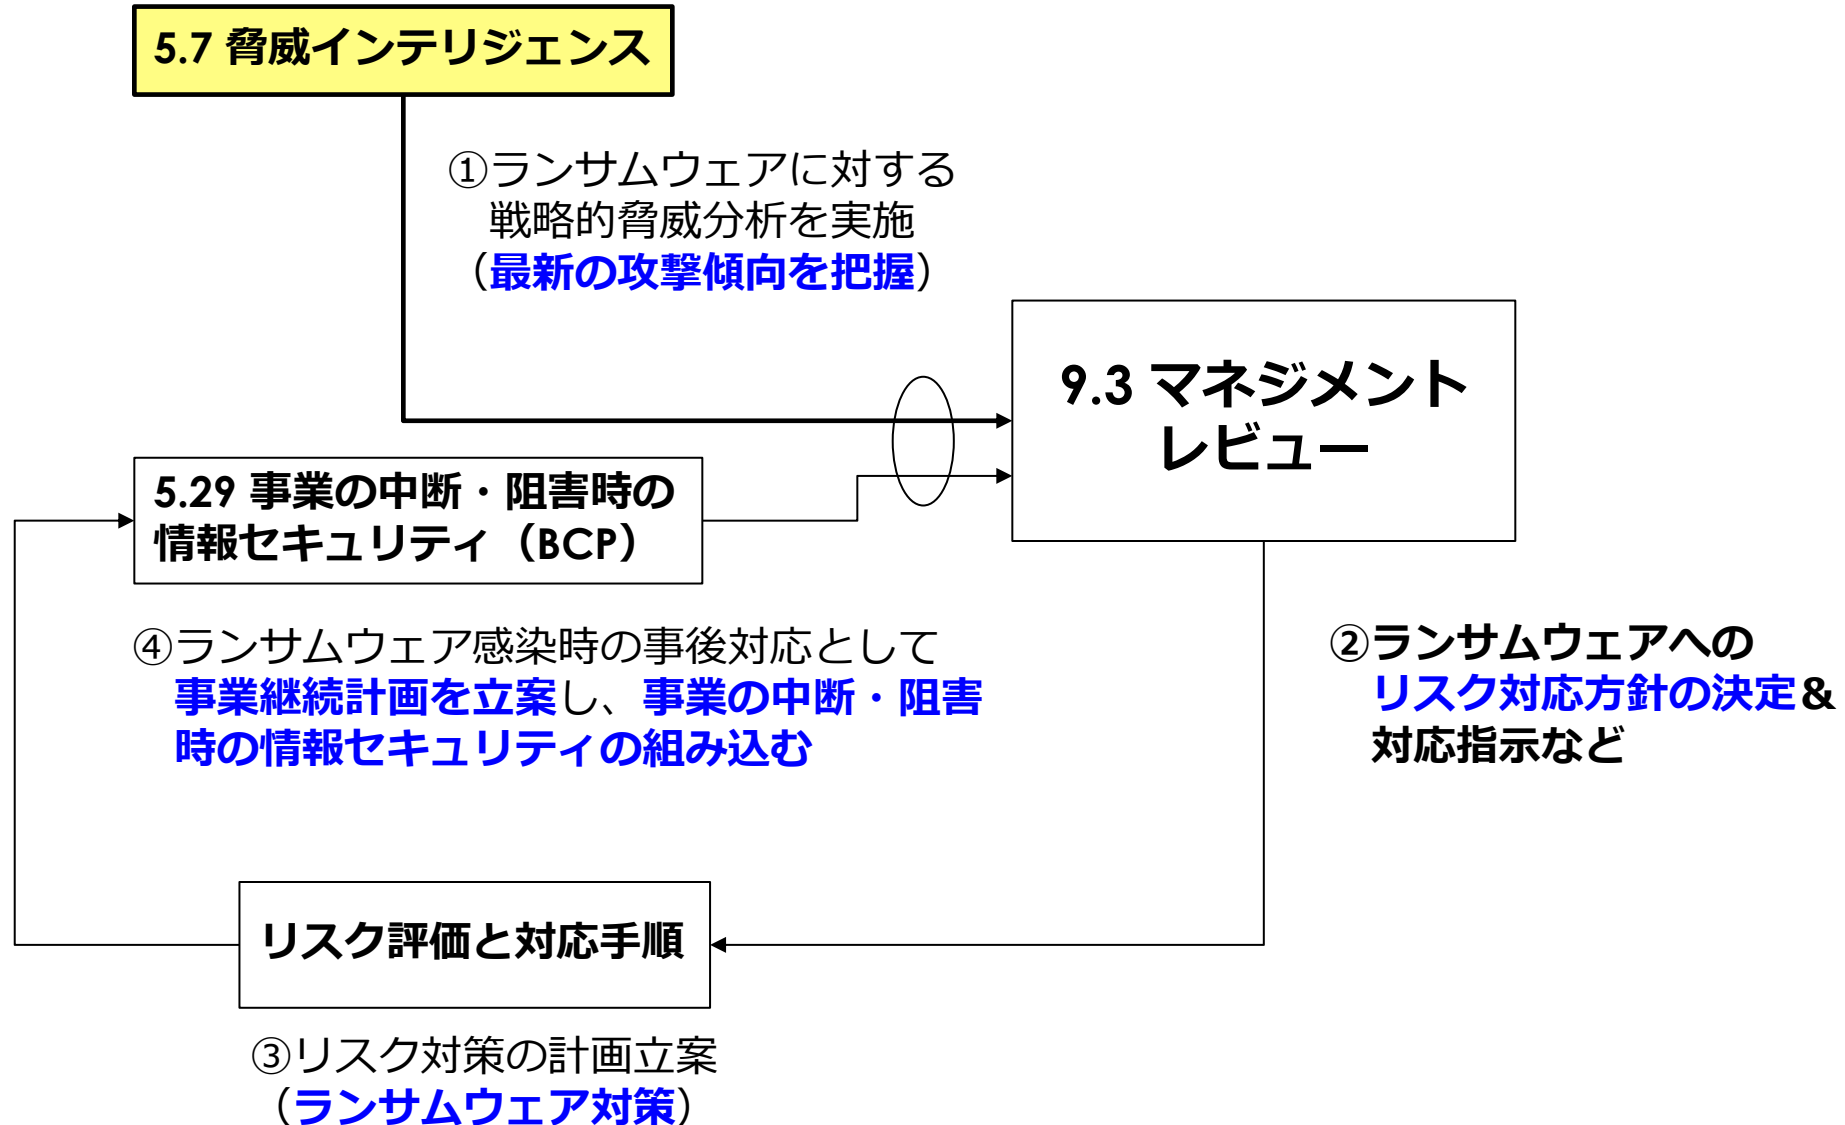 5.7 脅威インテリジェンス
①ランサムウェアに対する
戦略的脅威分析を実施
（最新の攻撃傾向を把握）
9.3 マネジメント
レビュー
5.29 事業の中断・阻害時の
情報セキュリティ（BCP）
④ランサムウェア感染時の事後対応として
事業継続計画を立案し、事業の中断・阻害
時の情報セキュリティの組み込む
②ランサムウェアへの
リスク対応方針の決定&
対応指示など
リスク評価と対応手順
③リスク対策の計画立案
（ランサムウェア対策）